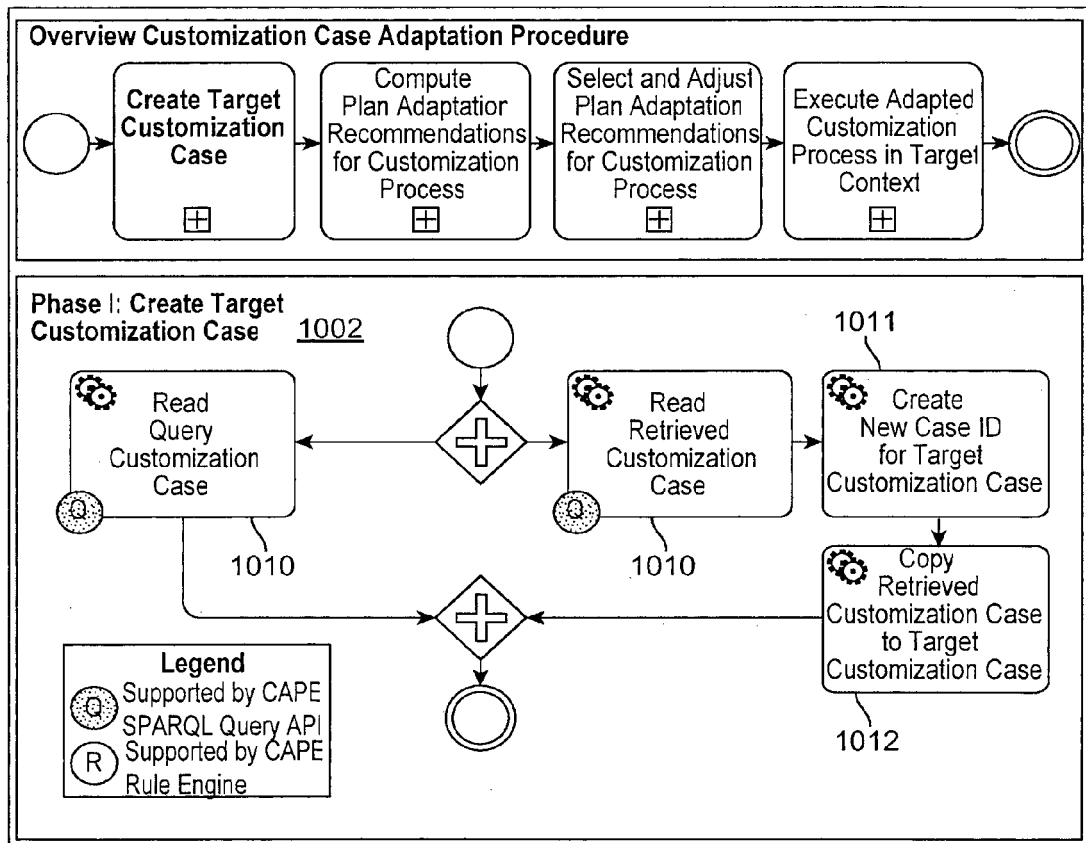 Overview Customization Case Adaptation Procedure
Create Target
Customization
Case
Compute
Plan Adaptation
Recommendations
for Customization
Process
Select and Adjust
Plan Adaptation
Recommendations
for Customization
Process
Execute Adapted
Customization
Process in Target
Context
Phase I: Create Target
Customization Case 1002
1011
Read
Query
Customization
Case
Q
1010
Read
Retrieved
Customization
Case
Q
1010
Create
New Case ID
for Target
Customization Case
Copy
Retrieved
Customization Case
to Target
Customization Case
1012
Legend
Q Supported by CAPE
SPARQL Query API
R Supported by CAPE
Rule Engine